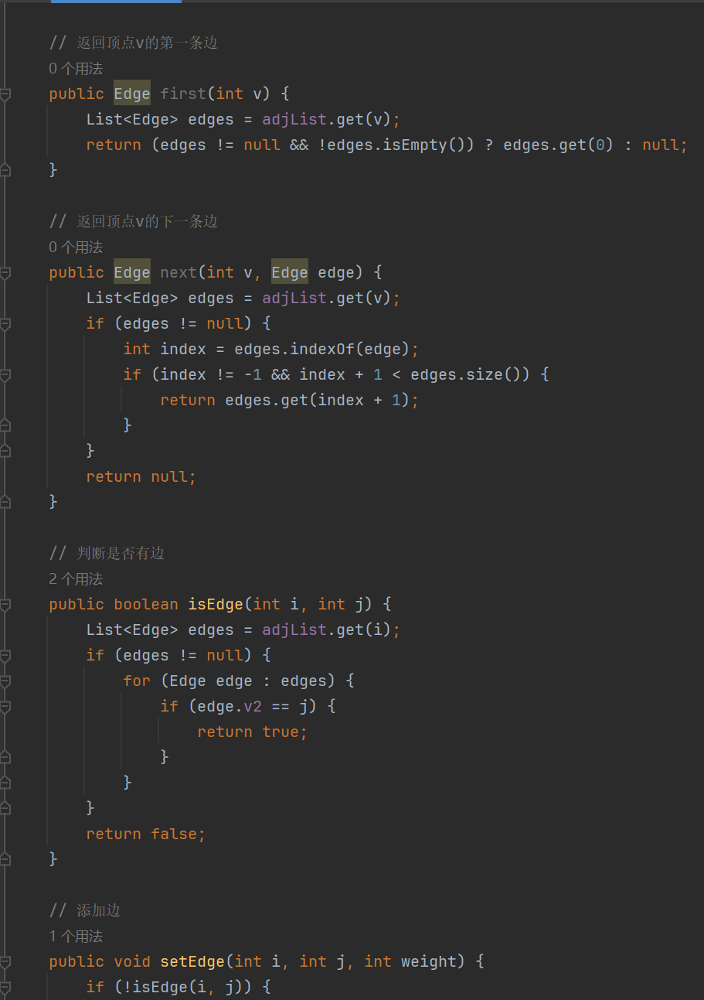 // 返回顶点v的第一条边
0 个用法
public Edge first(int v) {
    List<Edge> edges = adjList.get(v);
    return (edges != null && !edges.isEmpty()) ? edges.get(0) : null;
}
// 返回顶点v的下一条边
0 个用法
public Edge next(int v, Edge edge) {
    List<Edge> edges = adjList.get(v);
    if (edges != null) {
        int index = edges.indexOf(edge);
        if (index != -1 && index + 1 < edges.size()) {
            return edges.get(index + 1);
        }
    }
    return null;
}
// 判断是否有边
2 个用法
public boolean isEdge(int i, int j) {
    List<Edge> edges = adjList.get(i);
    if (edges != null) {
        for (Edge edge : edges) {
            if (edge.v2 == j) {
                return true;
            }
        }
    }
    return false;
}
// 添加边
1 个用法
public void setEdge(int i, int j, int weight) {
    if (!isEdge(i, j)) {